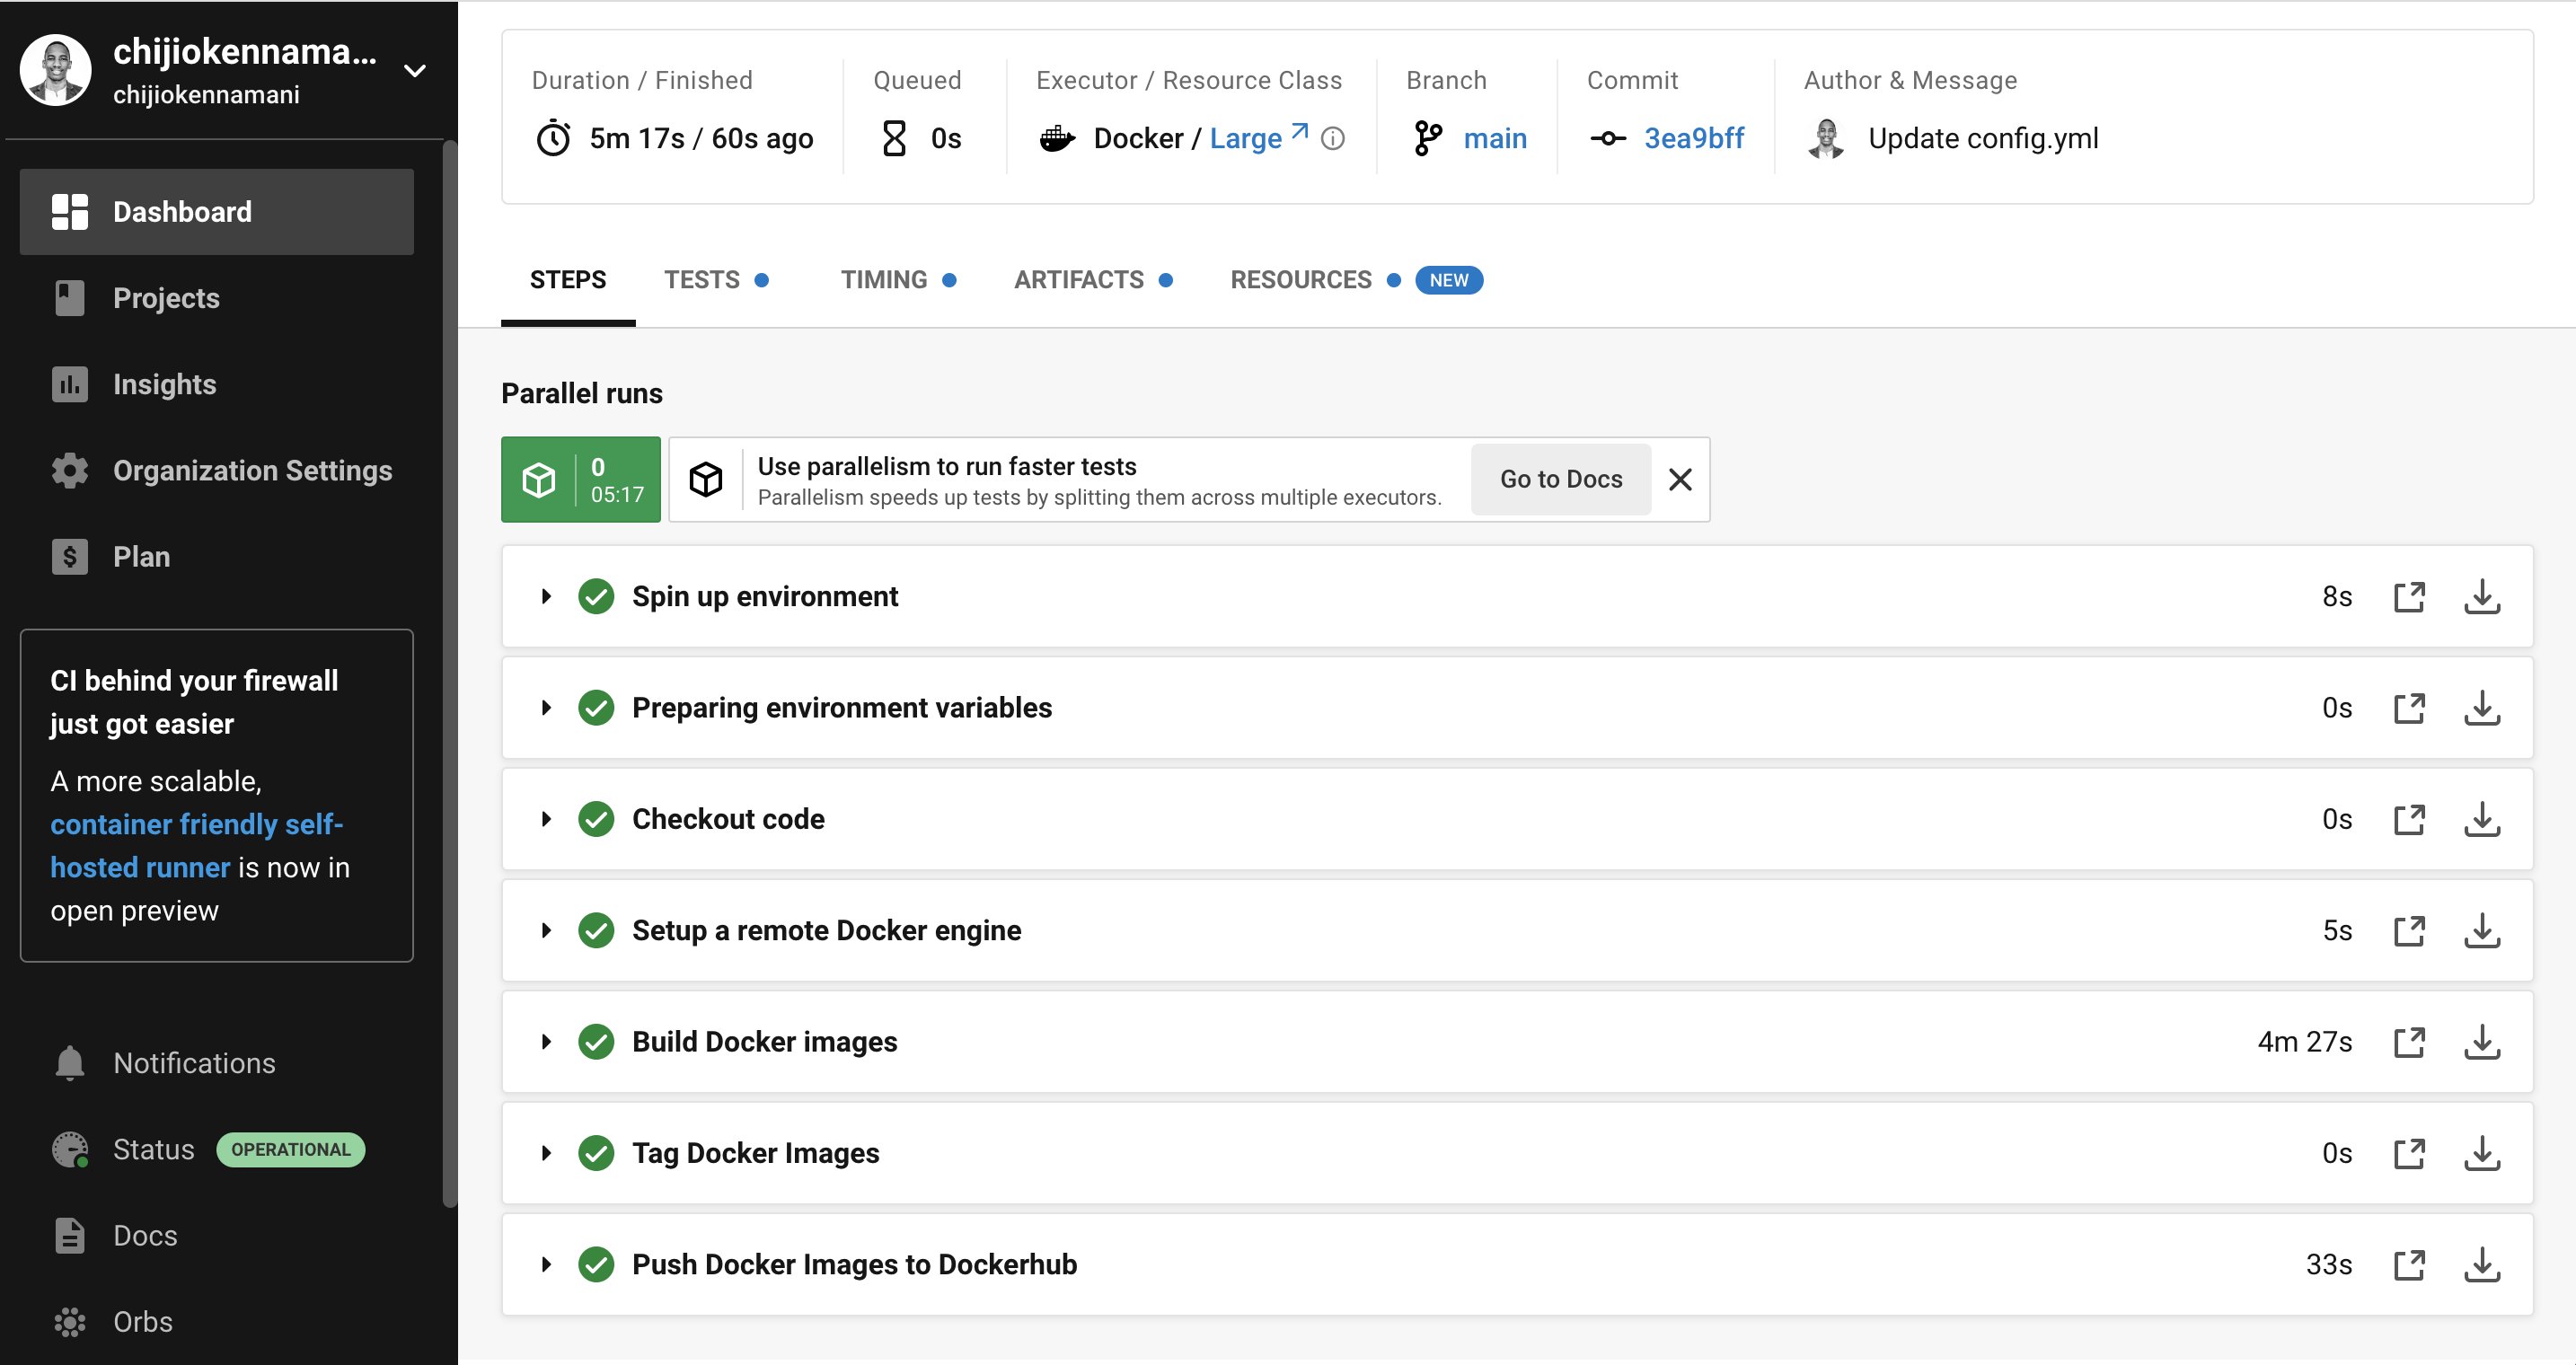 chijiokennama...
chijiokennamani
Dashboard
Projects
Insights
Organization Settings
Plan
CI behind your firewall
just got easier
A more scalable,
container friendly self-
hosted runner is now in
open preview
Notifications
Status OPERATIONAL
Docs
Orbs
Duration / Finished
5m 17s / 60s ago
Queued
0s
Executor / Resource Class
Docker / Large
Branch
main
Commit
3ea9bff
Author & Message
Update config.yml
STEPS TESTS TIMING ARTIFACTS RESOURCES NEW
Parallel runs
0
05:17
Use parallelism to run faster tests
Parallelism speeds up tests by splitting them across multiple executors.
Go to Docs
Spin up environment 8s
Preparing environment variables 0s
Checkout code 0s
Setup a remote Docker engine 5s
Build Docker images 4m 27s
Tag Docker Images 0s
Push Docker Images to Dockerhub 33s